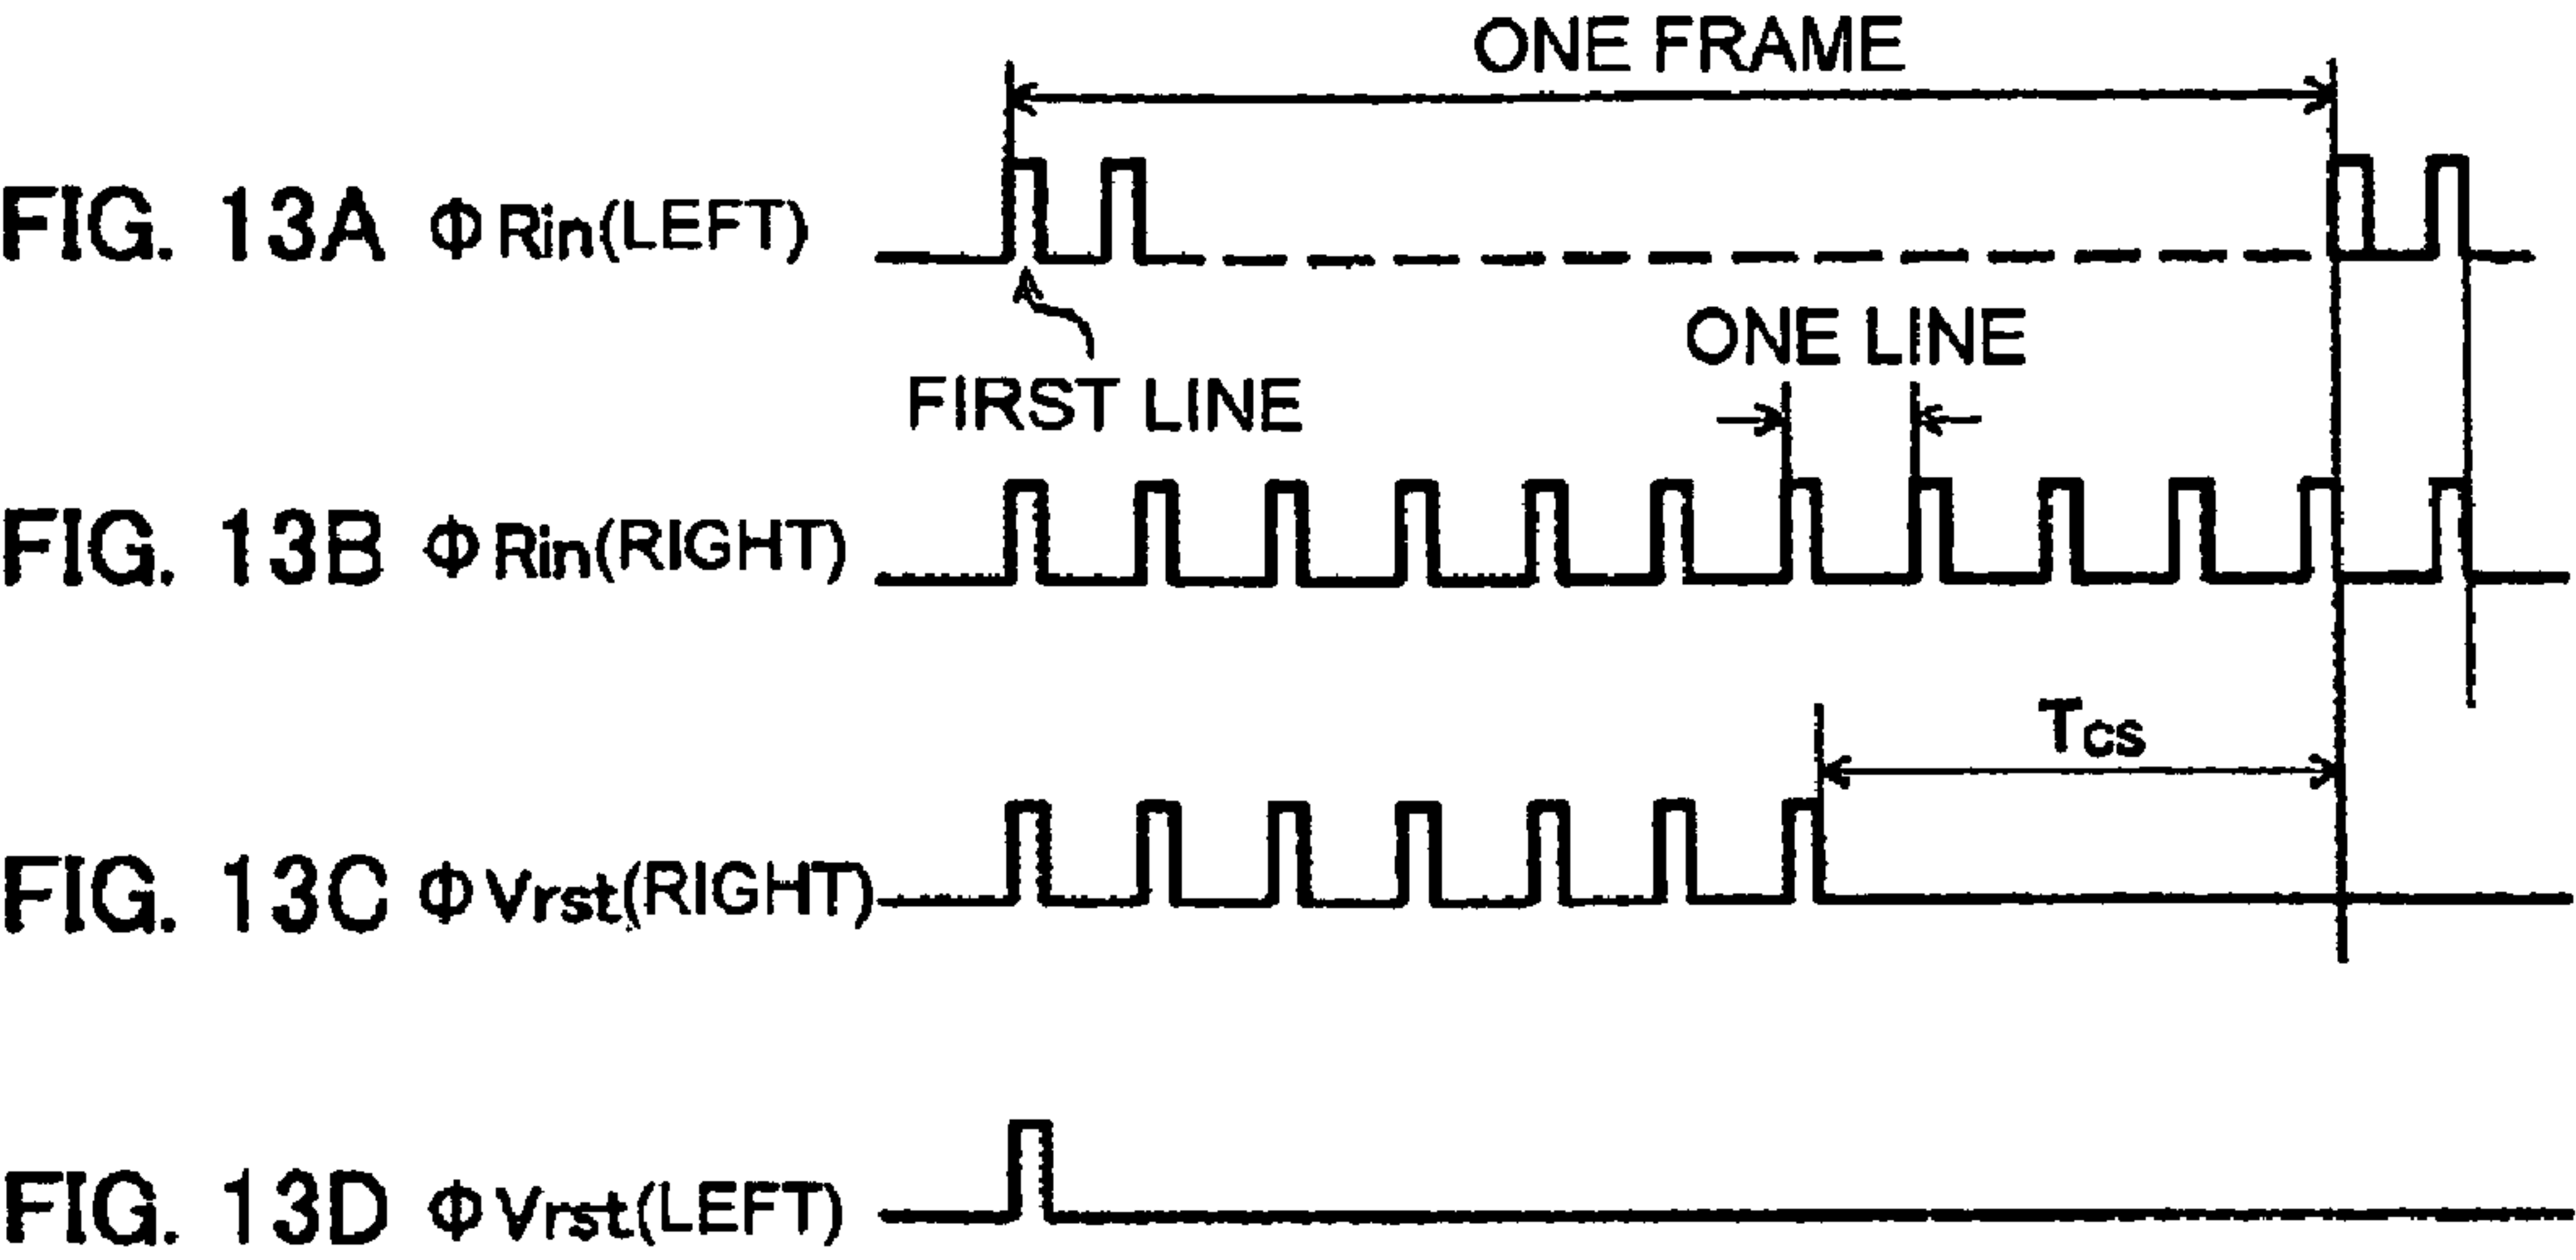 ONE FRAME
FIG. 13A ΦRin(LEFT)
FIRST LINE
ONE LINE
FIG. 13B ΦRin(RIGHT)
Tcs
FIG. 13C ΦVrst(RIGHT)
FIG. 13D ΦVrst(LEFT)